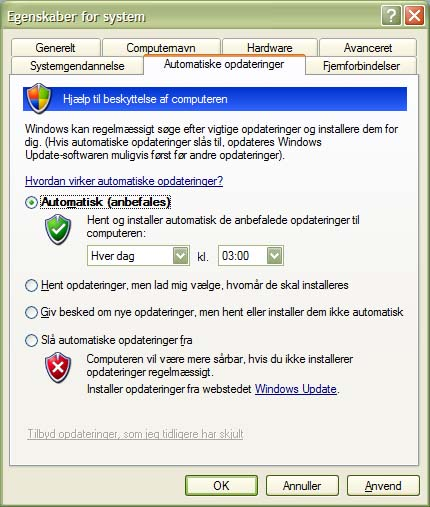 Egenskaber for system
Generelt
Computernavn
Hardware
Avanceret
Systemgendannelse
Automatiske opdateringer
Fjernforbindelser
Hjælp til beskyttelse af computeren
Windows kan regelmæssigt søge efter vigtige opdateringer og installere dem for
dig. (Hvis automatiske opdateringer slås til, opdateres Windows
Update-softwaren muligvis først før andre opdateringer).
Hvordan virker automatiske opdateringer?
Automatisk (anbefales)
Hent og installer automatisk de anbefalede opdateringer til
computeren:
Hver dag
kl.
03:00
Hent opdateringer, men lad mig vælge, hvornår de skal installeres
Giv besked om nye opdateringer, men hent eller installer dem ikke automatisk
Slå automatiske opdateringer fra
Computeren vil være mere sårbar, hvis du ikke installerer
opdateringer regelmæssigt.
Installer opdateringer fra webstedet Windows Update.
Tilbyd opdateringer, som jeg tidligere har skjult
OK
Annuller
Anvend